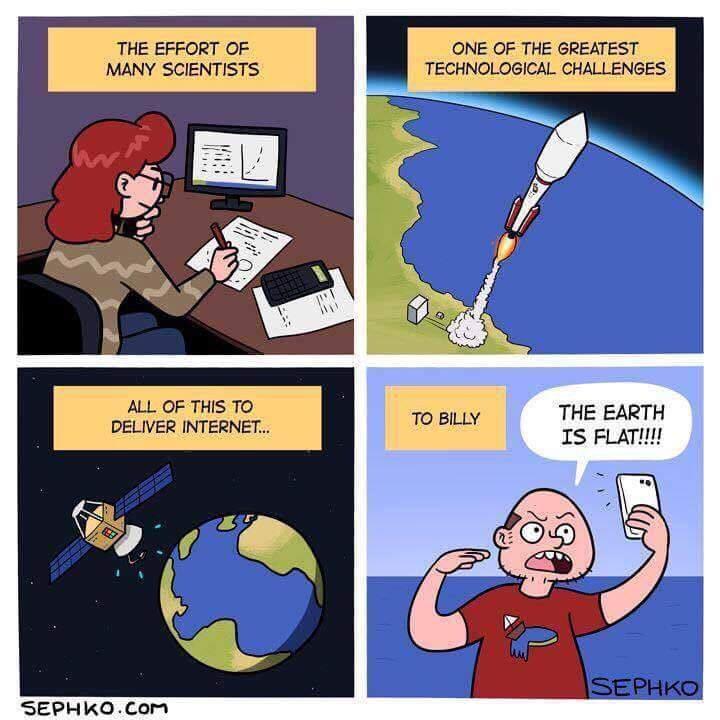 THE EFFORT OF
MANY SCIENTISTS
ONE OF THE GREATEST
TECHNOLOGICAL CHALLENGES
ALL OF THIS TO
DELIVER INTERNET...
TO BILLY
THE EARTH
IS FLAT!!!!
SEPHKO
SEPHKO.COM